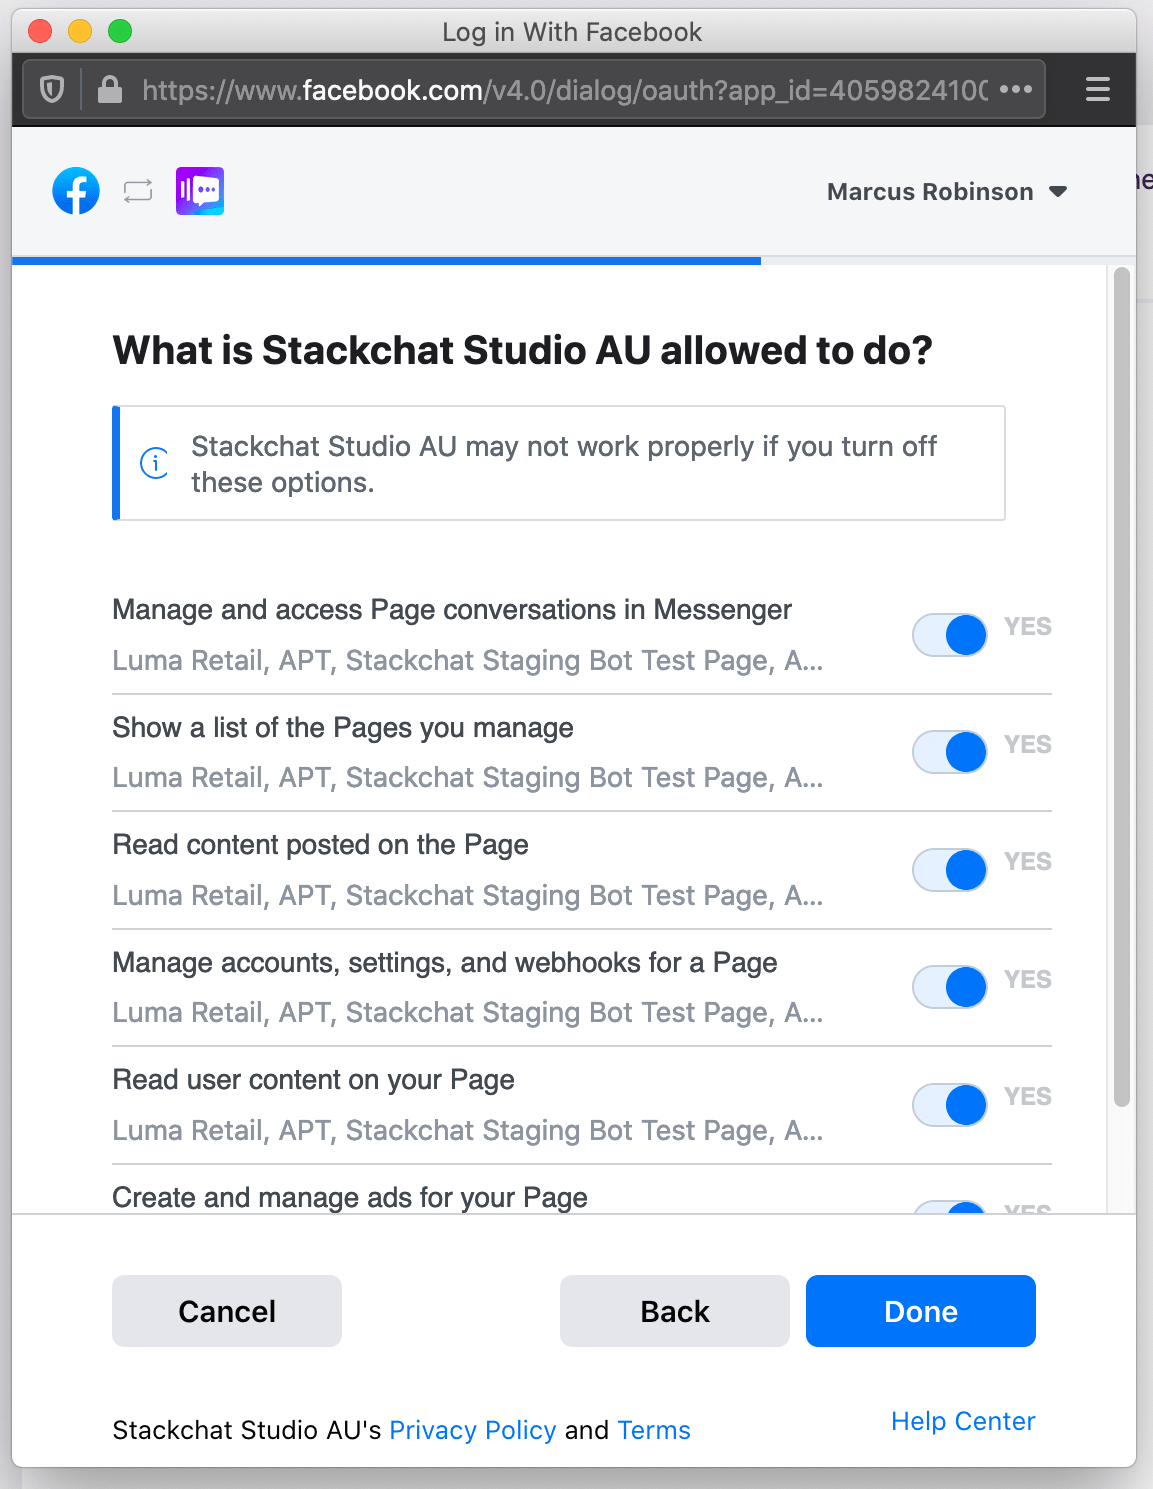 Log in With Facebook
https://www.facebook.com/v4.0/dialog/oauth?app_id=4059824100
Marcus Robinson
What is Stackchat Studio AU allowed to do?
Stackchat Studio AU may not work properly if you turn off
these options.
Manage and access Page conversations in Messenger
YES
Luma Retail, APT, Stackchat Staging Bot Test Page, A...
Show a list of the Pages you manage
YES
Luma Retail, APT, Stackchat Staging Bot Test Page, A...
Read content posted on the Page
YES
Luma Retail, APT, Stackchat Staging Bot Test Page, A...
Manage accounts, settings, and webhooks for a Page
YES
Luma Retail, APT, Stackchat Staging Bot Test Page, A...
Read user content on your Page
YES
Luma Retail, APT, Stackchat Staging Bot Test Page, A...
Create and manage ads for your Page
YES
Cancel
Back
Done
Stackchat Studio AU's Privacy Policy and Terms
Help Center